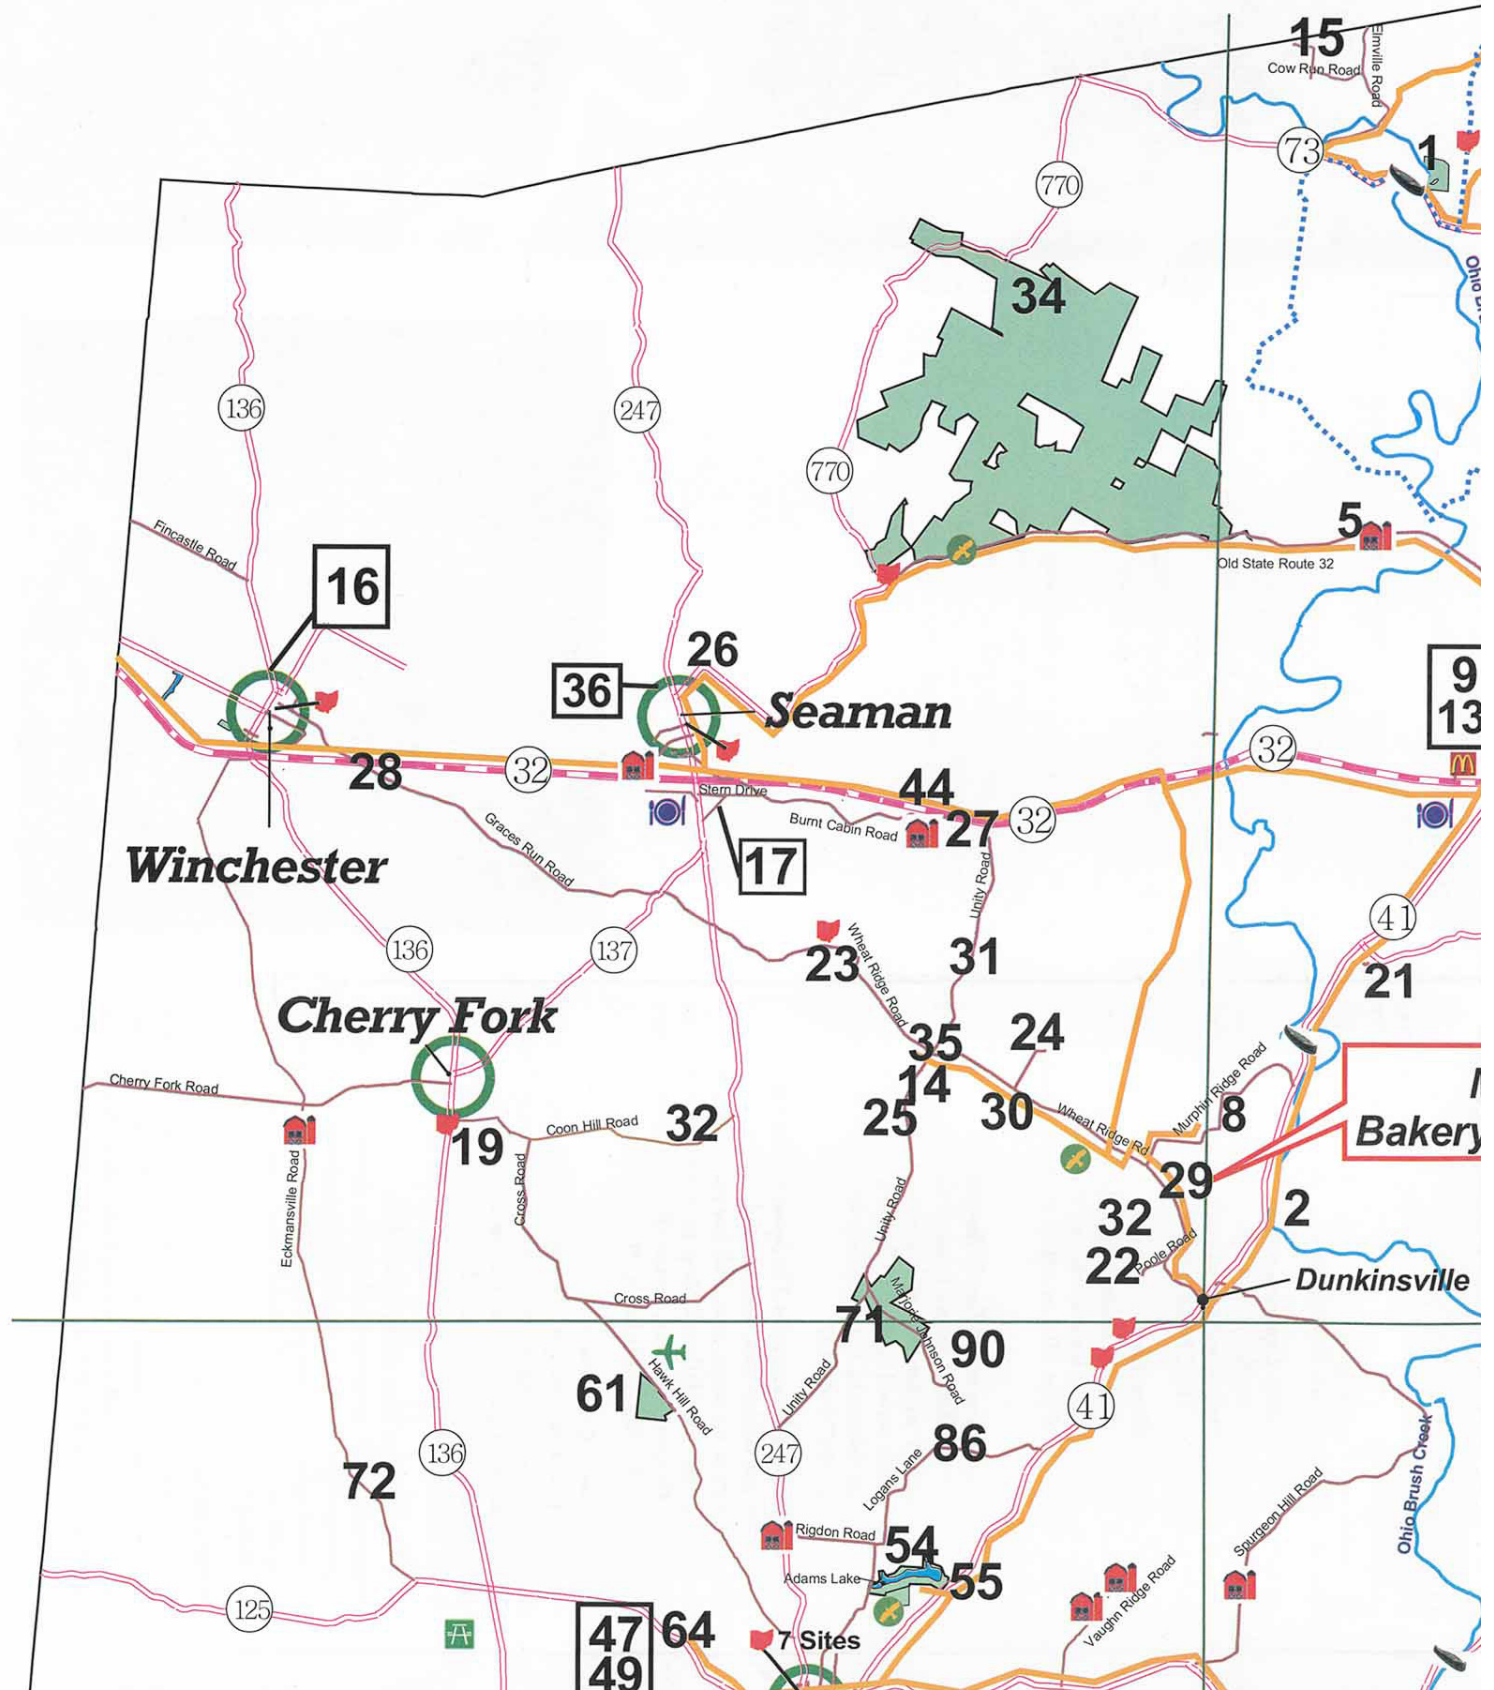 15
Elmville Road
Cow Run Road
73
1
770
34
136
247
770
5
Old State Route 32
Fincastle Road
16
26
36
Seaman
9
13
32
28
32
44
Stern Drive
Burnt Cabin Road
27
32
Graces Run Road
17
Winchester
Unity Road
41
136
137
23
Wheat Ridge Road
31
21
Cherry Fork
35
24
Cherry Fork Road
14
25
30
Wheat Ridge Rd
Murphin Ridge Road
8
Bakery
Coon Hill Road
32
19
Cross Road
29
Eckmansville Road
Unity Road
32
2
Poole Road
22
Dunkinsville
Cross Road
Marjorie Johnson Road
71
90
61
Hawk Hill Road
Unity Road
41
136
247
86
Logans Lane
Ohio Brush Creek
72
Spurgeon Hill Road
Rigdon Road
54
Adams Lake
55
125
Vaughn Ridge Road
47
49
64
7 Sites